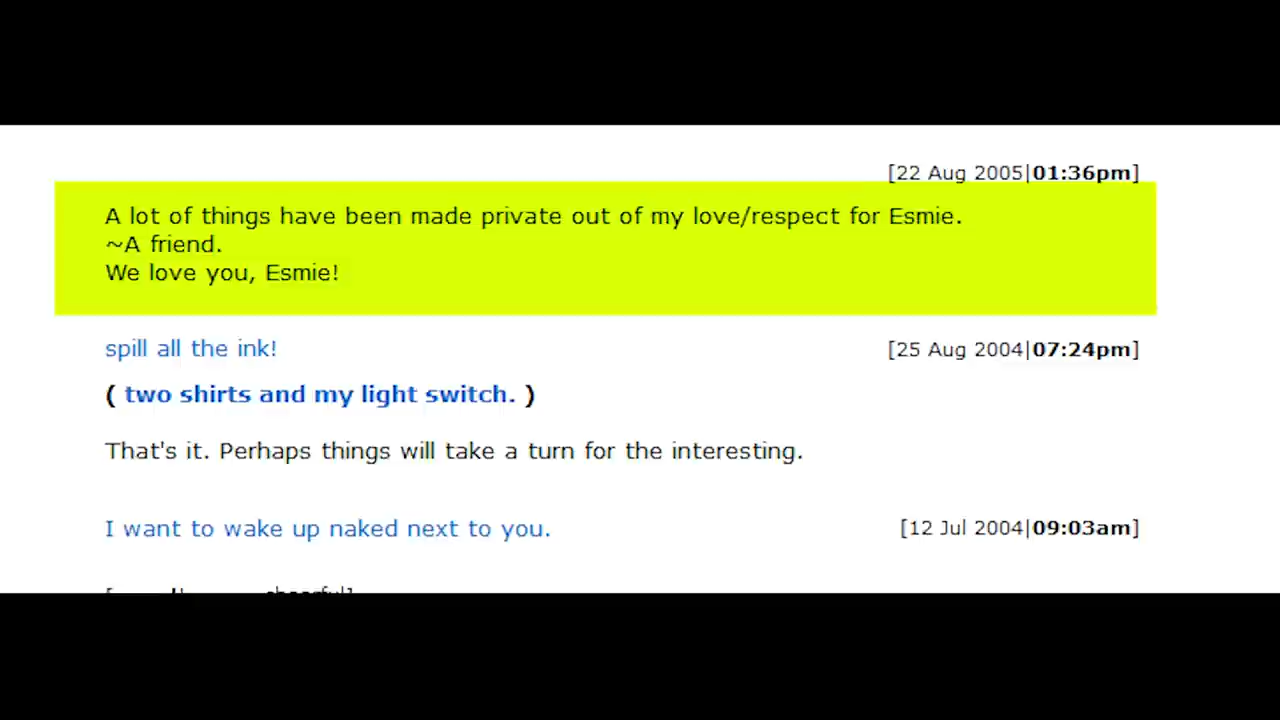 [22 Aug 2005|01:36pm]
A lot of things have been made private out of my love/respect for Esmie.
~A friend.
We love you, Esmie!
spill all the ink! [25 Aug 2004|07:24pm]
( two shirts and my light switch. )
That's it. Perhaps things will take a turn for the interesting.
I want to wake up naked next to you. [12 Jul 2004|09:03am]
cheerful]